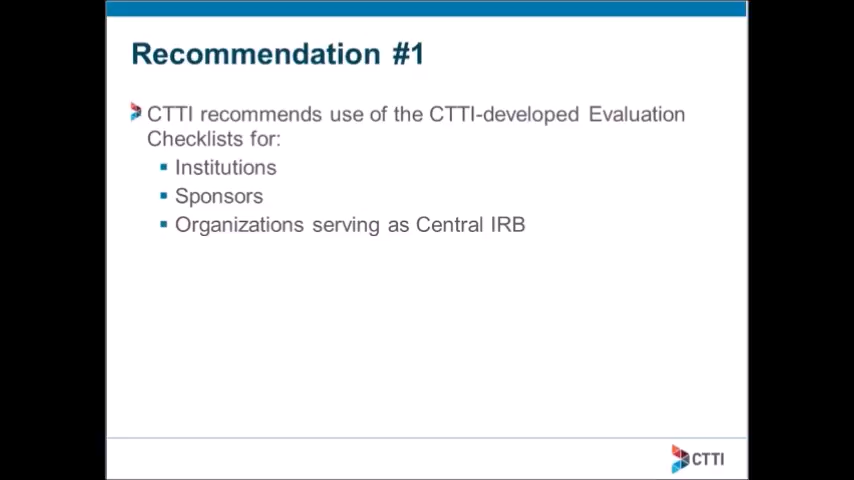 Recommendation #1
CTTI recommends use of the CTTI-developed Evaluation
Checklists for:
Institutions
Sponsors
Organizations serving as Central IRB
CTTI